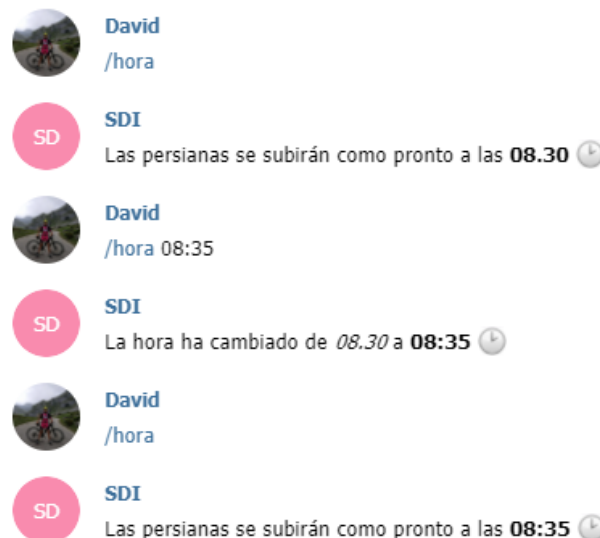 David
/hora
SD
SDI
Las persianas se subirán como pronto a las 08.30
David
/hora 08:35
SD
SDI
La hora ha cambiado de 08.30 a 08:35
David
/hora
SD
SDI
Las persianas se subirán como pronto a las 08:35